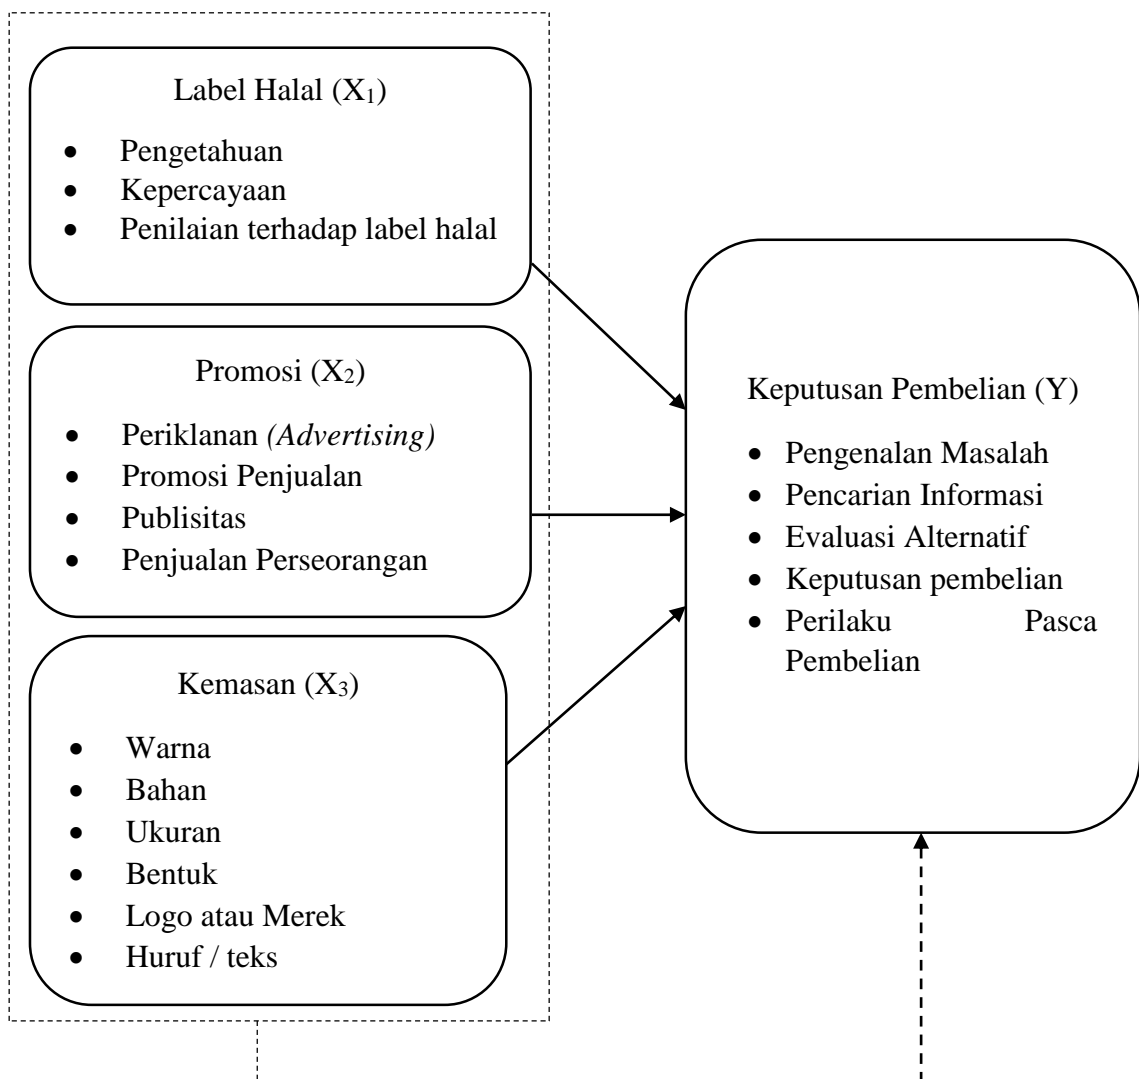 Label Halal (X₁)
• Pengetahuan
• Kepercayaan
• Penilaian terhadap label halal
Promosi (X₂)
• Periklanan (Advertising)
• Promosi Penjualan
• Publisitas
• Penjualan Perseorangan
Kemasan (X₃)
• Warna
• Bahan
• Ukuran
• Bentuk
• Logo atau Merek
• Huruf / teks
Keputusan Pembelian (Y)
• Pengenalan Masalah
• Pencarian Informasi
• Evaluasi Alternatif
• Keputusan pembelian
• Perilaku Pasca
Pembelian